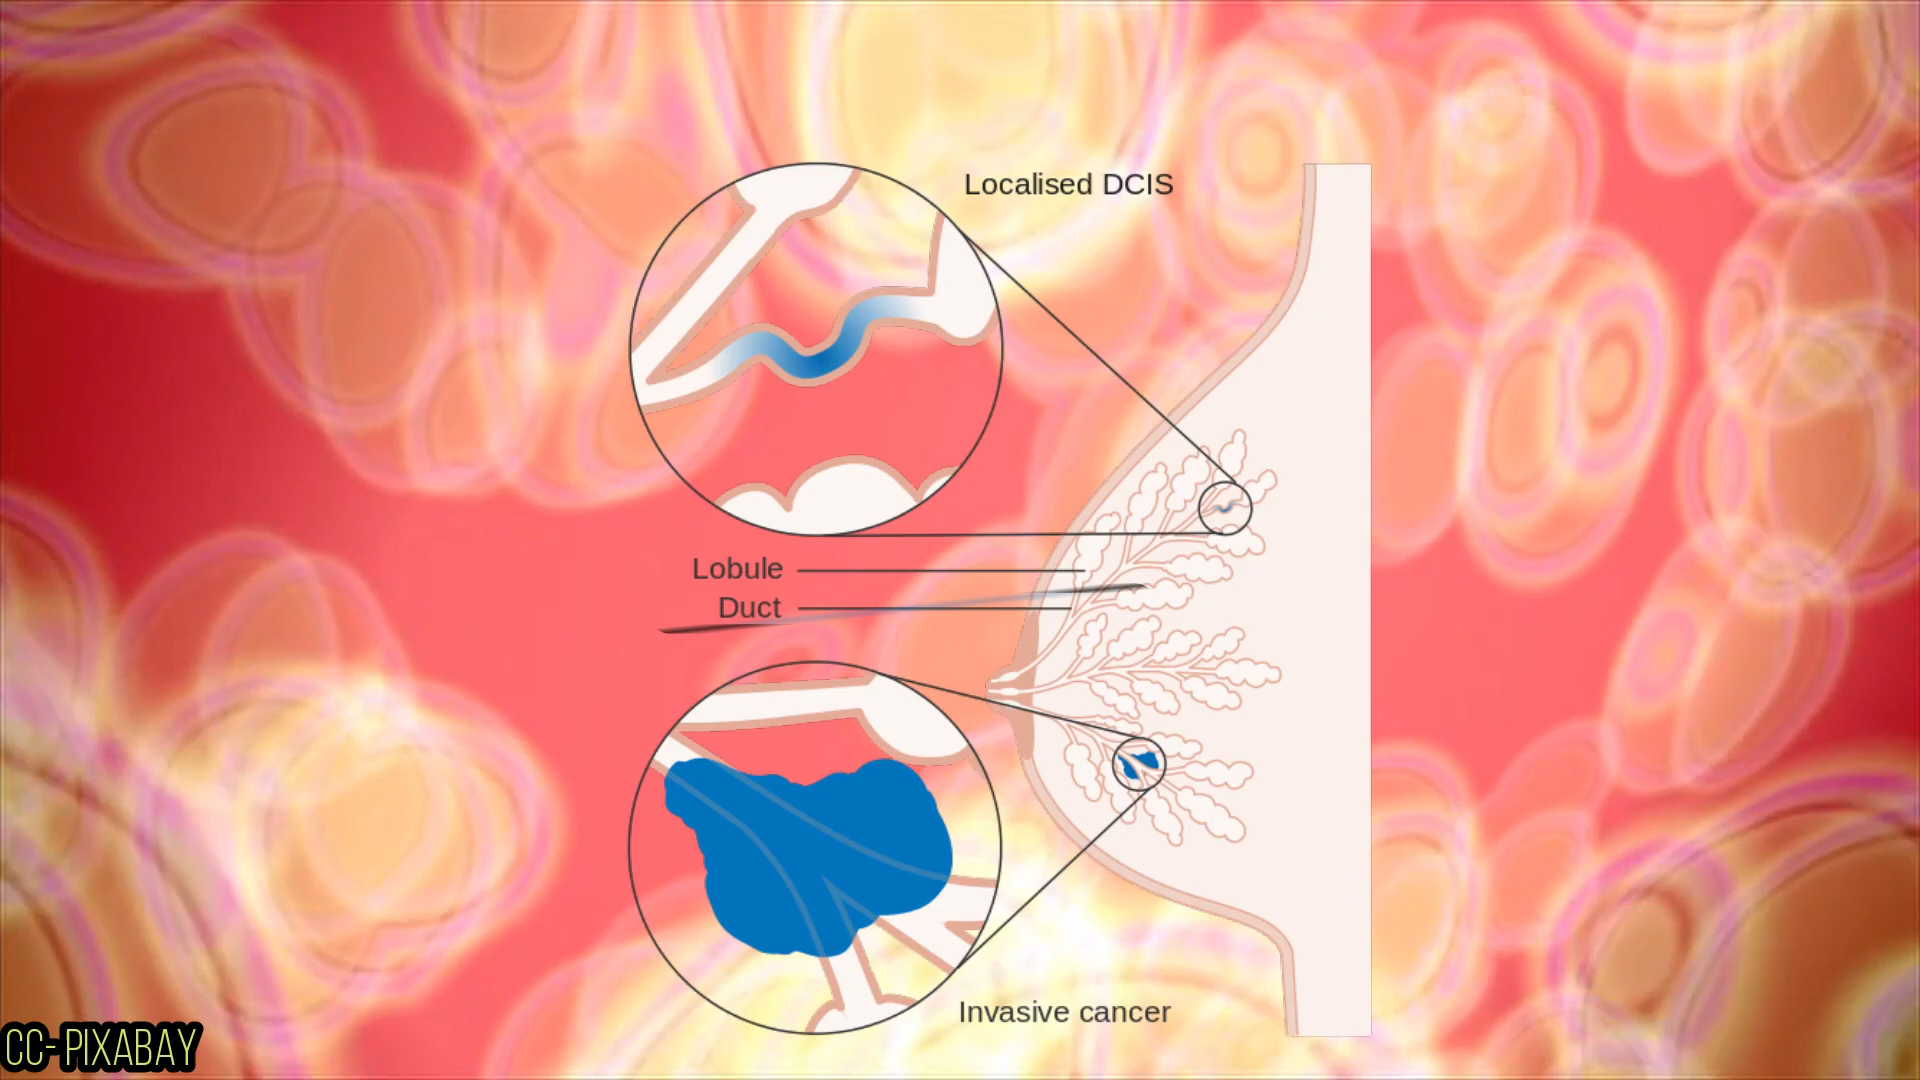 Localised DCIS
Lobule
Duct
Invasive cancer
CC- PIXABAY